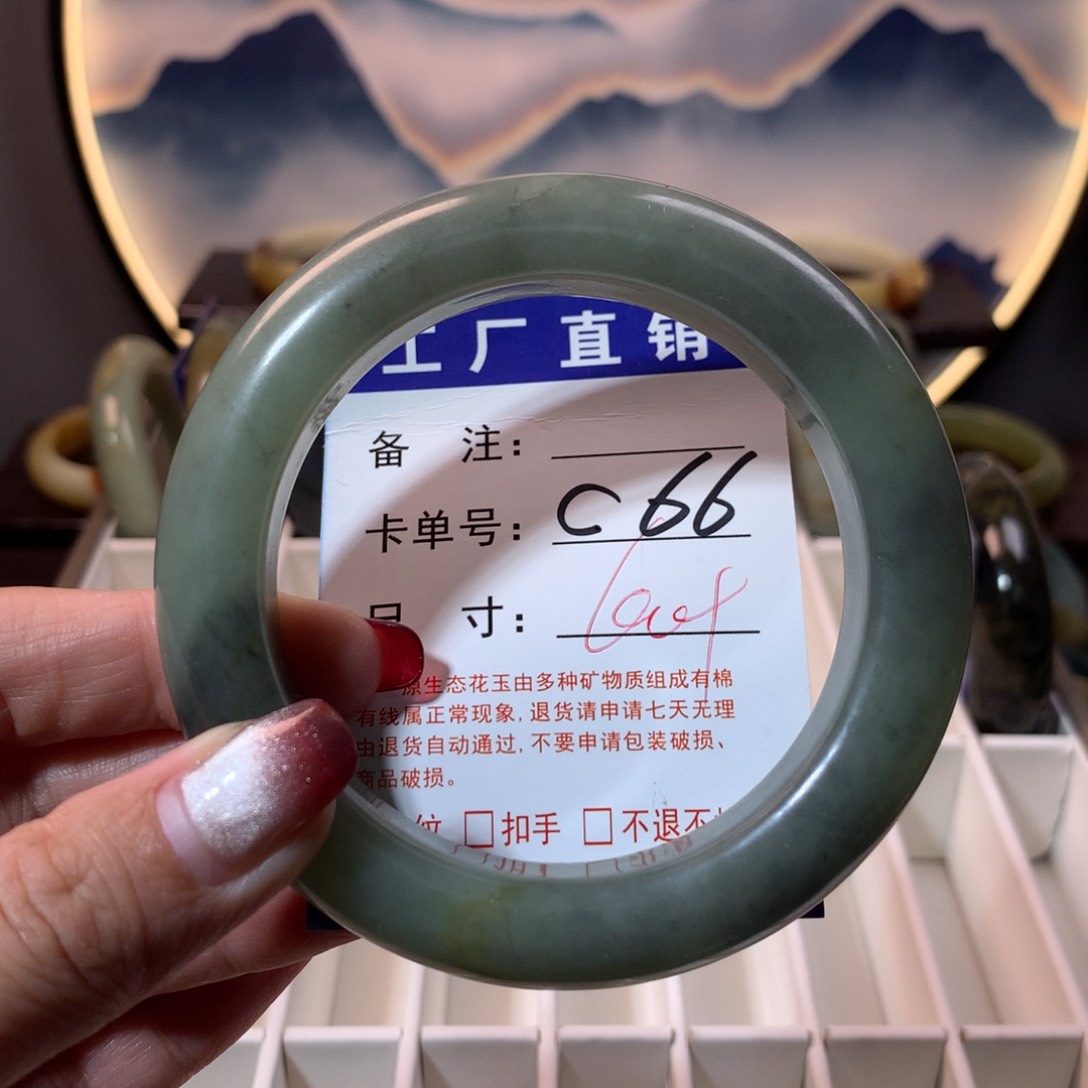 工厂直销
备 注：
卡单号：C66
尺 寸：
原生态花玉由多种矿物质组成有棉
有线属正常现象，退货请申请七天无理
由退货自动通过，不要申请包装破损、
商品破损。
纹 □扣手 □不退不